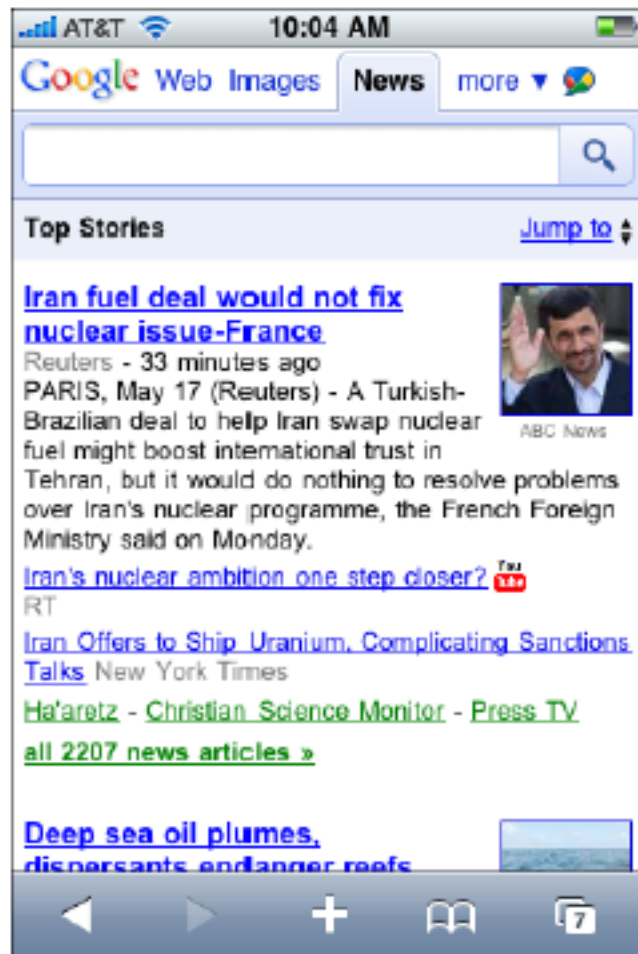 AT&T 10:04 AM
Google Web Images News more ▼
Top Stories Jump to
Iran fuel deal would not fix
nuclear issue-France
Reuters - 33 minutes ago
PARIS, May 17 (Reuters) - A Turkish-
Brazilian deal to help Iran swap nuclear
fuel might boost international trust in
ABC News
Tehran, but it would do nothing to resolve problems
over Iran's nuclear programme, the French Foreign
Ministry said on Monday.
Iran's nuclear ambition one step closer? You Tube
RT
Iran Offers to Ship Uranium, Complicating Sanctions
Talks New York Times
Ha'aretz - Christian Science Monitor - Press TV
all 2207 news articles »
Deep sea oil plumes,
dispersants endanger reefs
7